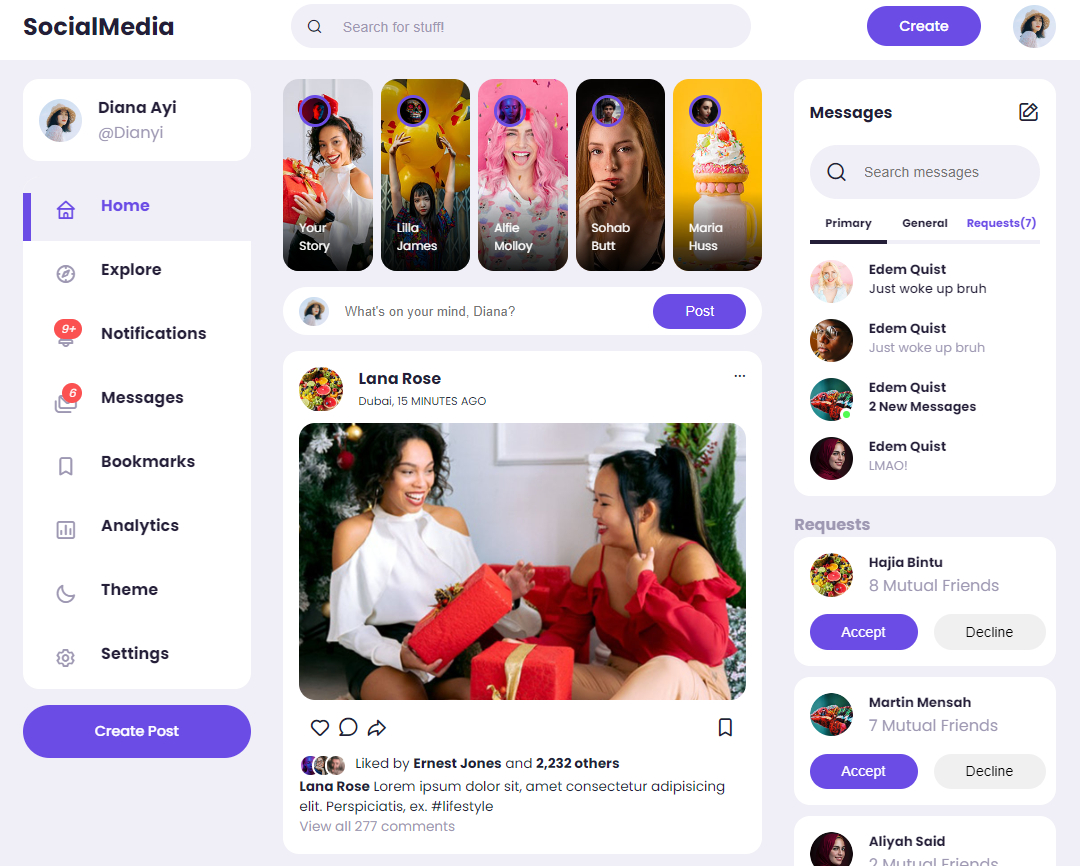 SocialMedia
Search for stuff!
Create
Diana Ayi
@Dianyi
Home
Explore
9+
Notifications
6
Messages
Bookmarks
Analytics
Theme
Settings
Create Post
Your
Story
Lilla
James
Alfie
Molloy
Sohab
Butt
Maria
Huss
What's on your mind, Diana?
Post
Lana Rose
Dubai, 15 MINUTES AGO
Liked by Ernest Jones and 2,232 others
Lana Rose Lorem ipsum dolor sit, amet consectetur adipisicing
elit. Perspiciatis, ex. #lifestyle
View all 277 comments
Messages
Search messages
Primary General Requests(7)
Edem Quist
Just woke up bruh
Edem Quist
Just woke up bruh
Edem Quist
2 New Messages
Edem Quist
LMAO!
Requests
Hajia Bintu
8 Mutual Friends
Accept Decline
Martin Mensah
7 Mutual Friends
Accept Decline
Aliyah Said
2 Mutual Friends